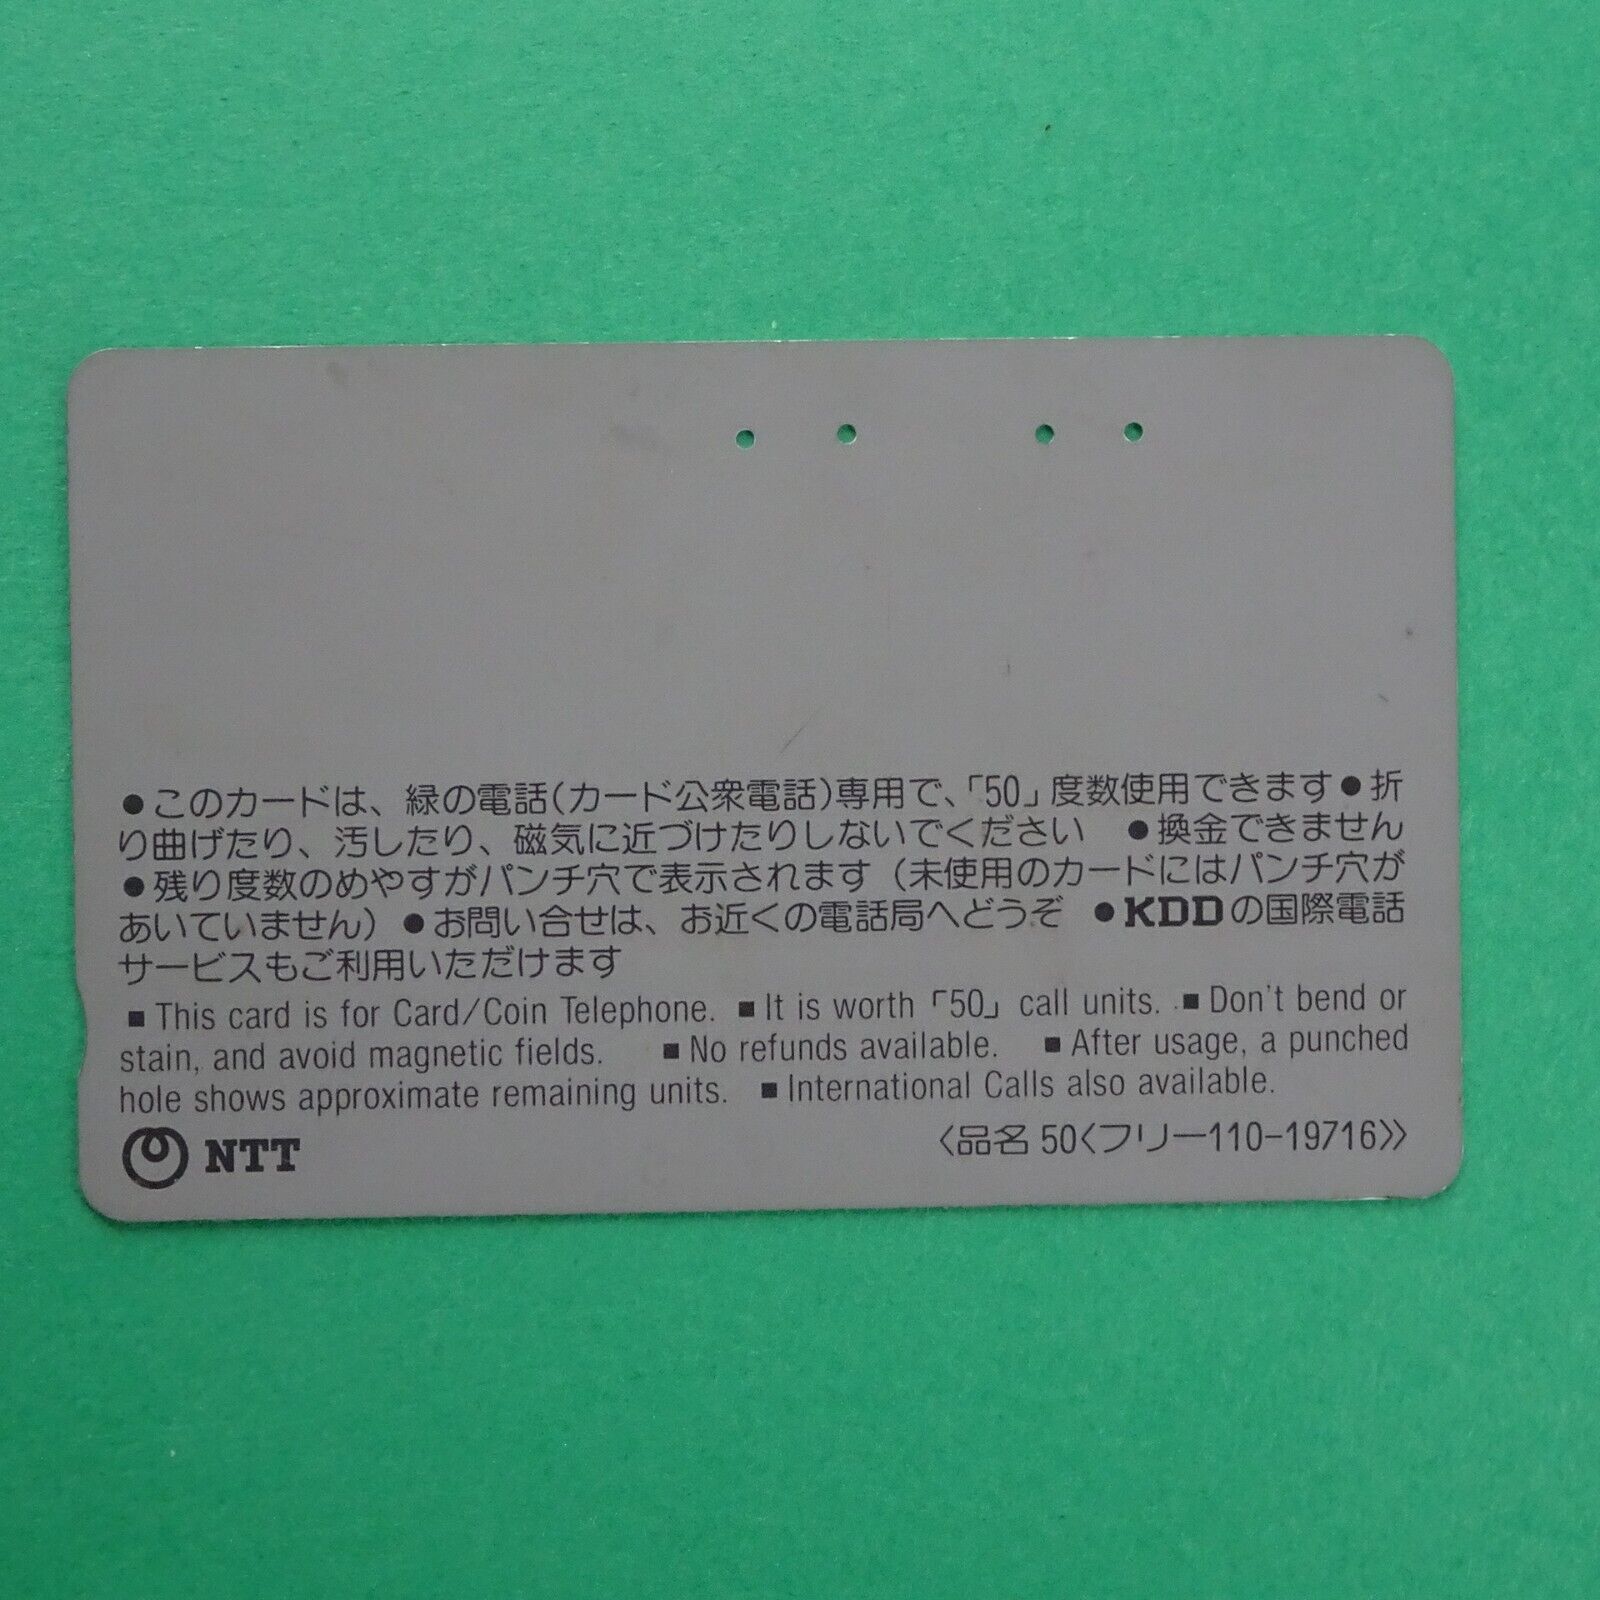 ●このカードは、緑の電話(カード公衆電話)専用で、「50」度数使用できます●折
り曲げたり、汚したり、磁気に近づけたりしないでください ●換金できません
●残り度数のめやすがパンチ穴で表示されます(未使用のカードにはパンチ穴が
あいていません)●お問い合せは、お近くの電話局へどうぞ ●KDDの国際電話
サービスもご利用いただけます
■This card is for Card/Coin Telephone. ■It is worth「50」call units. ■Don't bend or
stain, and avoid magnetic fields. ■No refunds available. ■After usage, a punched
hole shows approximate remaining units. ■International Calls also available.
NTT 〈品名 50〈フリー110-19716〉〉